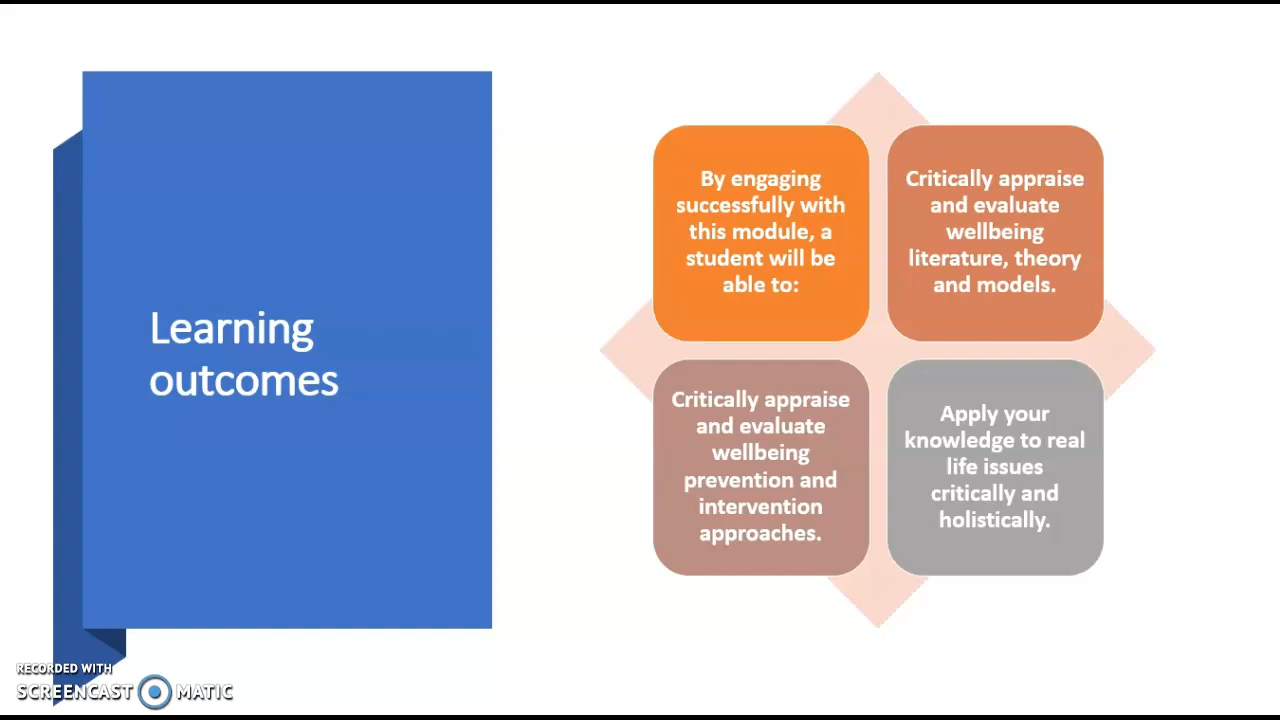 Learning
outcomes
By engaging
successfully with
this module, a
student will be
able to:
Critically appraise
and evaluate
wellbeing
literature, theory
and models.
Critically appraise
and evaluate
wellbeing
prevention and
intervention
approaches.
Apply your
knowledge to real
life issues
critically and
holistically.
RECORDED WITH
SCREENCAST MATIC